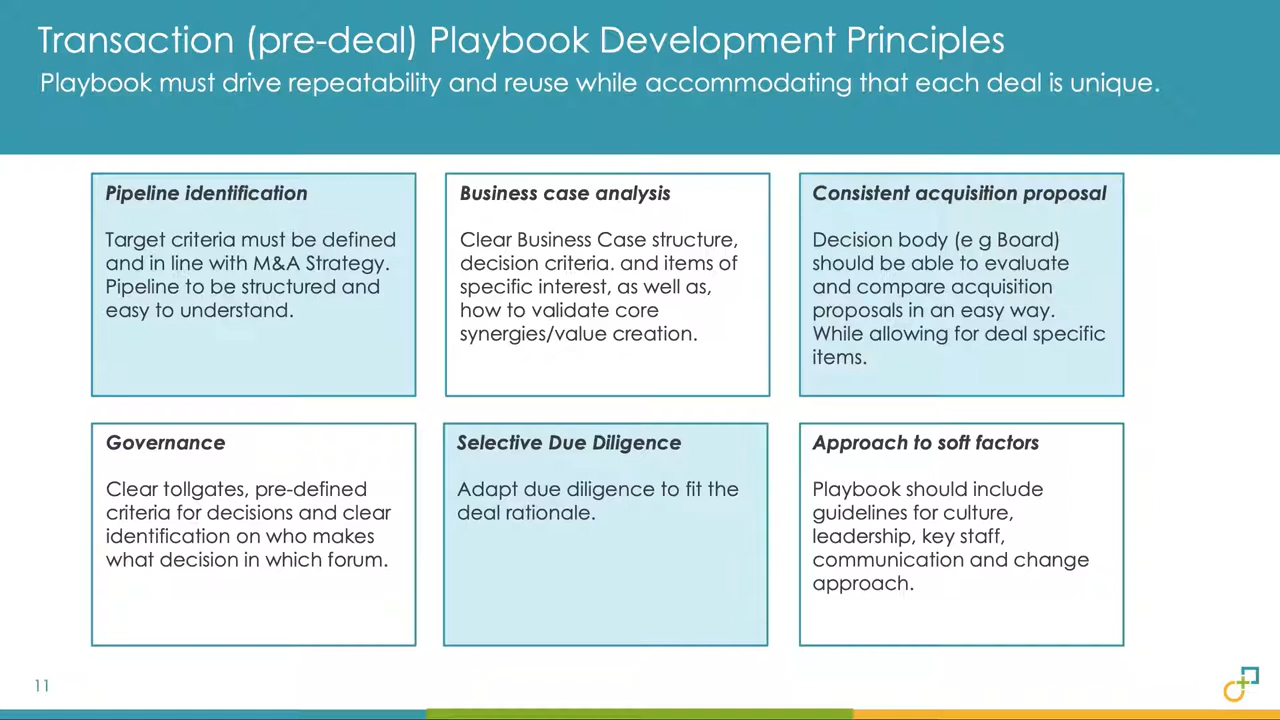 Transaction (pre-deal) Playbook Development Principles
Playbook must drive repeatability and reuse while accommodating that each deal is unique.
Pipeline identification
Target criteria must be defined
and in line with M&A Strategy.
Pipeline to be structured and
easy to understand.
Business case analysis
Clear Business Case structure,
decision criteria. and items of
specific interest, as well as,
how to validate core
synergies/value creation.
Consistent acquisition proposal
Decision body (e g Board)
should be able to evaluate
and compare acquisition
proposals in an easy way.
While allowing for deal specific
items.
Governance
Clear tollgates, pre-defined
criteria for decisions and clear
identification on who makes
what decision in which forum.
Selective Due Diligence
Adapt due diligence to fit the
deal rationale.
Approach to soft factors
Playbook should include
guidelines for culture,
leadership, key staff,
communication and change
approach.
11